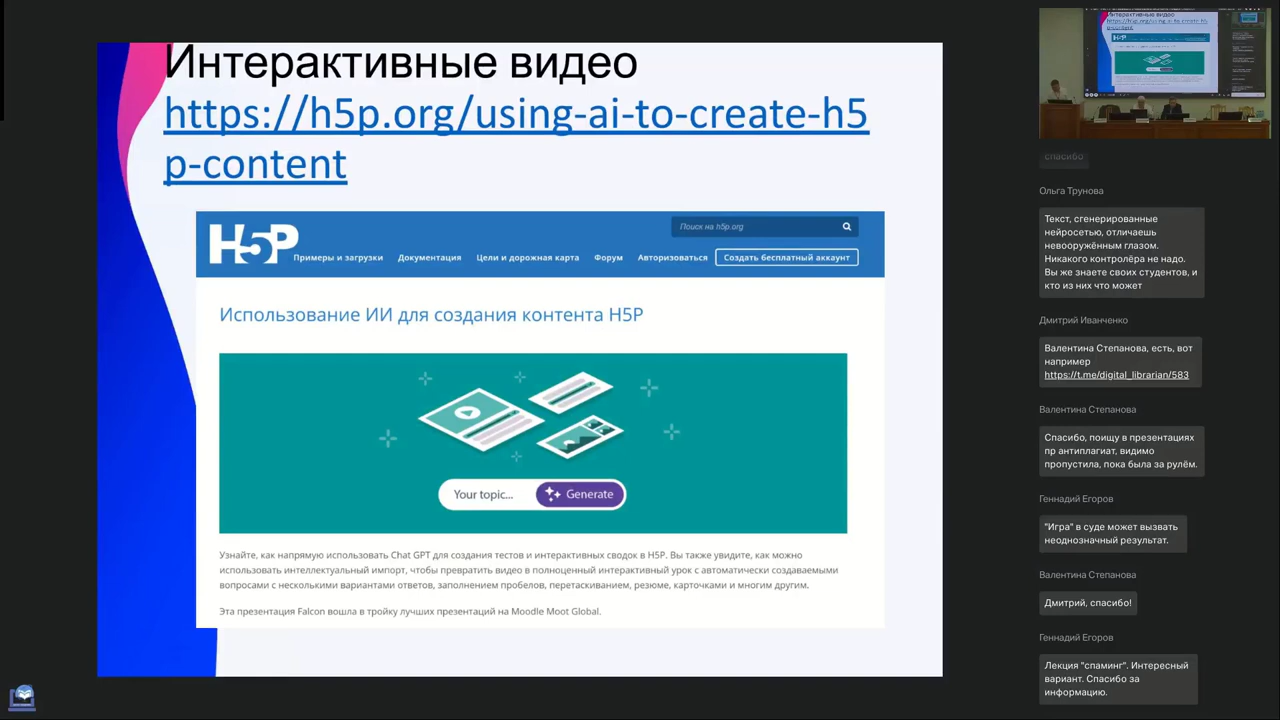 Интерактивные видео
https://h5p.org/using-ai-to-create-h5
p-content
H5P
Поиск на h5p.org
Примеры и загрузки Документация Цели и дорожная карта Форум Авторизоваться Создать бесплатный аккаунт
Использование ИИ для создания контента H5P
Your topic... Generate
Узнайте, как напрямую использовать Chat GPT для создания тестов и интерактивных сводок в H5P. Вы также увидите, как можно
использовать интеллектуальный импорт, чтобы превратить видео в полноценный интерактивный урок с автоматически создаваемыми
вопросами с несколькими вариантами ответов, заполнением пробелов, перетаскиванием, резюме, карточками и многим другим.
Эта презентация Falcon вошла в тройку лучших презентаций на Moodle Moot Global.
спасибо
Ольга Трунова
Текст, сгенерированные
нейросетью, отличаешь
невооружённым глазом.
Никакого контролёра не надо.
Вы же знаете своих студентов, и
кто из них что может
Дмитрий Иванченко
Валентина Степанова, есть, вот
например
https://t.me/digital_librarian/583
Валентина Степанова
Спасибо, поищу в презентациях
пр антиплагиат, видимо
пропустила, пока была за рулём.
Геннадий Егоров
"Игра" в суде может вызвать
неоднозначный результат.
Валентина Степанова
Дмитрий, спасибо!
Геннадий Егоров
Лекция "спаминг". Интересный
вариант. Спасибо за
информацию.